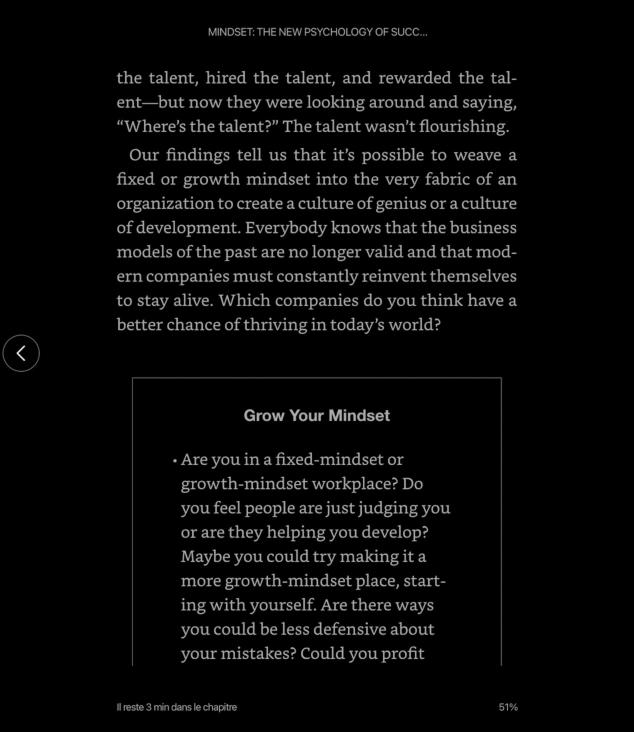 MINDSET: THE NEW PSYCHOLOGY OF SUCC...
the talent, hired the talent, and rewarded the tal-
ent—but now they were looking around and saying,
“Where’s the talent?” The talent wasn’t flourishing.
Our findings tell us that it’s possible to weave a
fixed or growth mindset into the very fabric of an
organization to create a culture of genius or a culture
of development. Everybody knows that the business
models of the past are no longer valid and that mod-
ern companies must constantly reinvent themselves
to stay alive. Which companies do you think have a
better chance of thriving in today’s world?
Grow Your Mindset
• Are you in a fixed-mindset or
growth-mindset workplace? Do
you feel people are just judging you
or are they helping you develop?
Maybe you could try making it a
more growth-mindset place, start-
ing with yourself. Are there ways
you could be less defensive about
your mistakes? Could you profit
Il reste 3 min dans le chapitre
51%